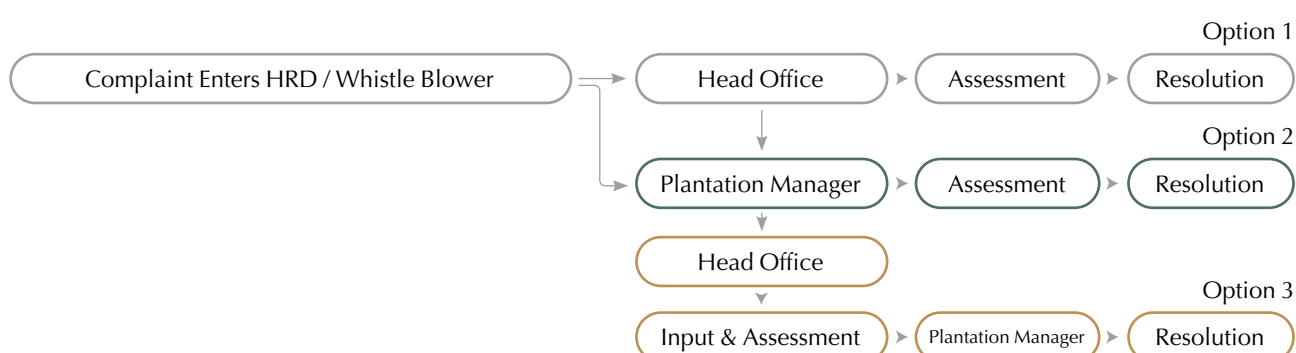 Option 1
Complaint Enters HRD / Whistle Blower
Head Office
Assessment
Resolution
Option 2
Plantation Manager
Assessment
Resolution
Head Office
Option 3
Input & Assessment
Plantation Manager
Resolution